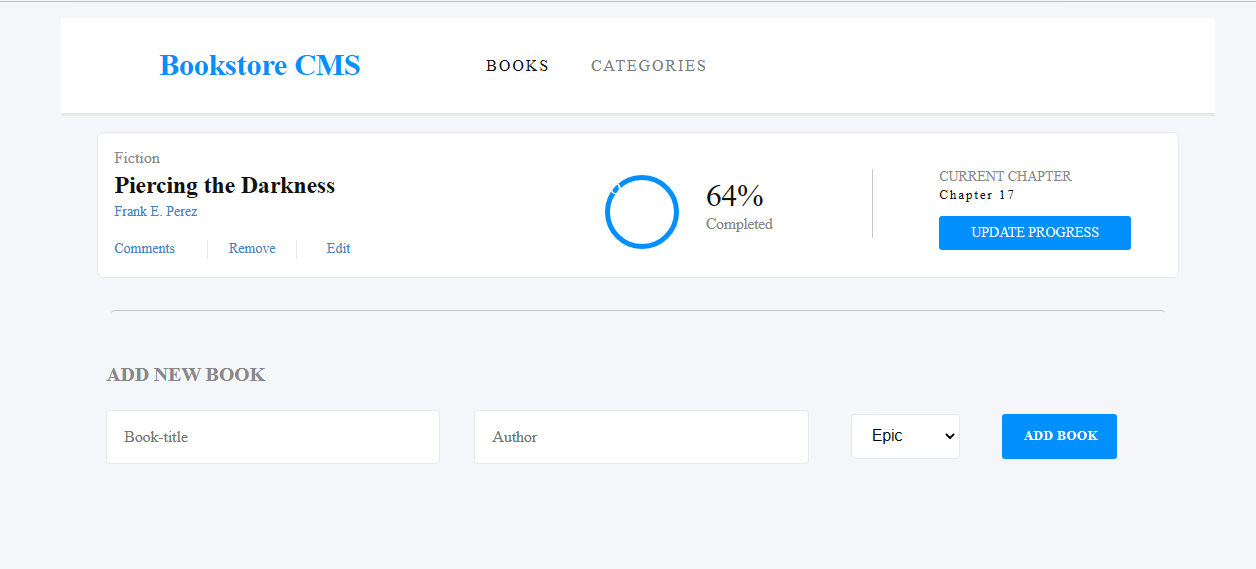 Bookstore CMS BOOKS CATEGORIES
Fiction
Piercing the Darkness
Frank E. Perez
Comments Remove Edit
64%
Completed
CURRENT CHAPTER
Chapter 17
UPDATE PROGRESS
ADD NEW BOOK
Book-title Author Epic ADD BOOK